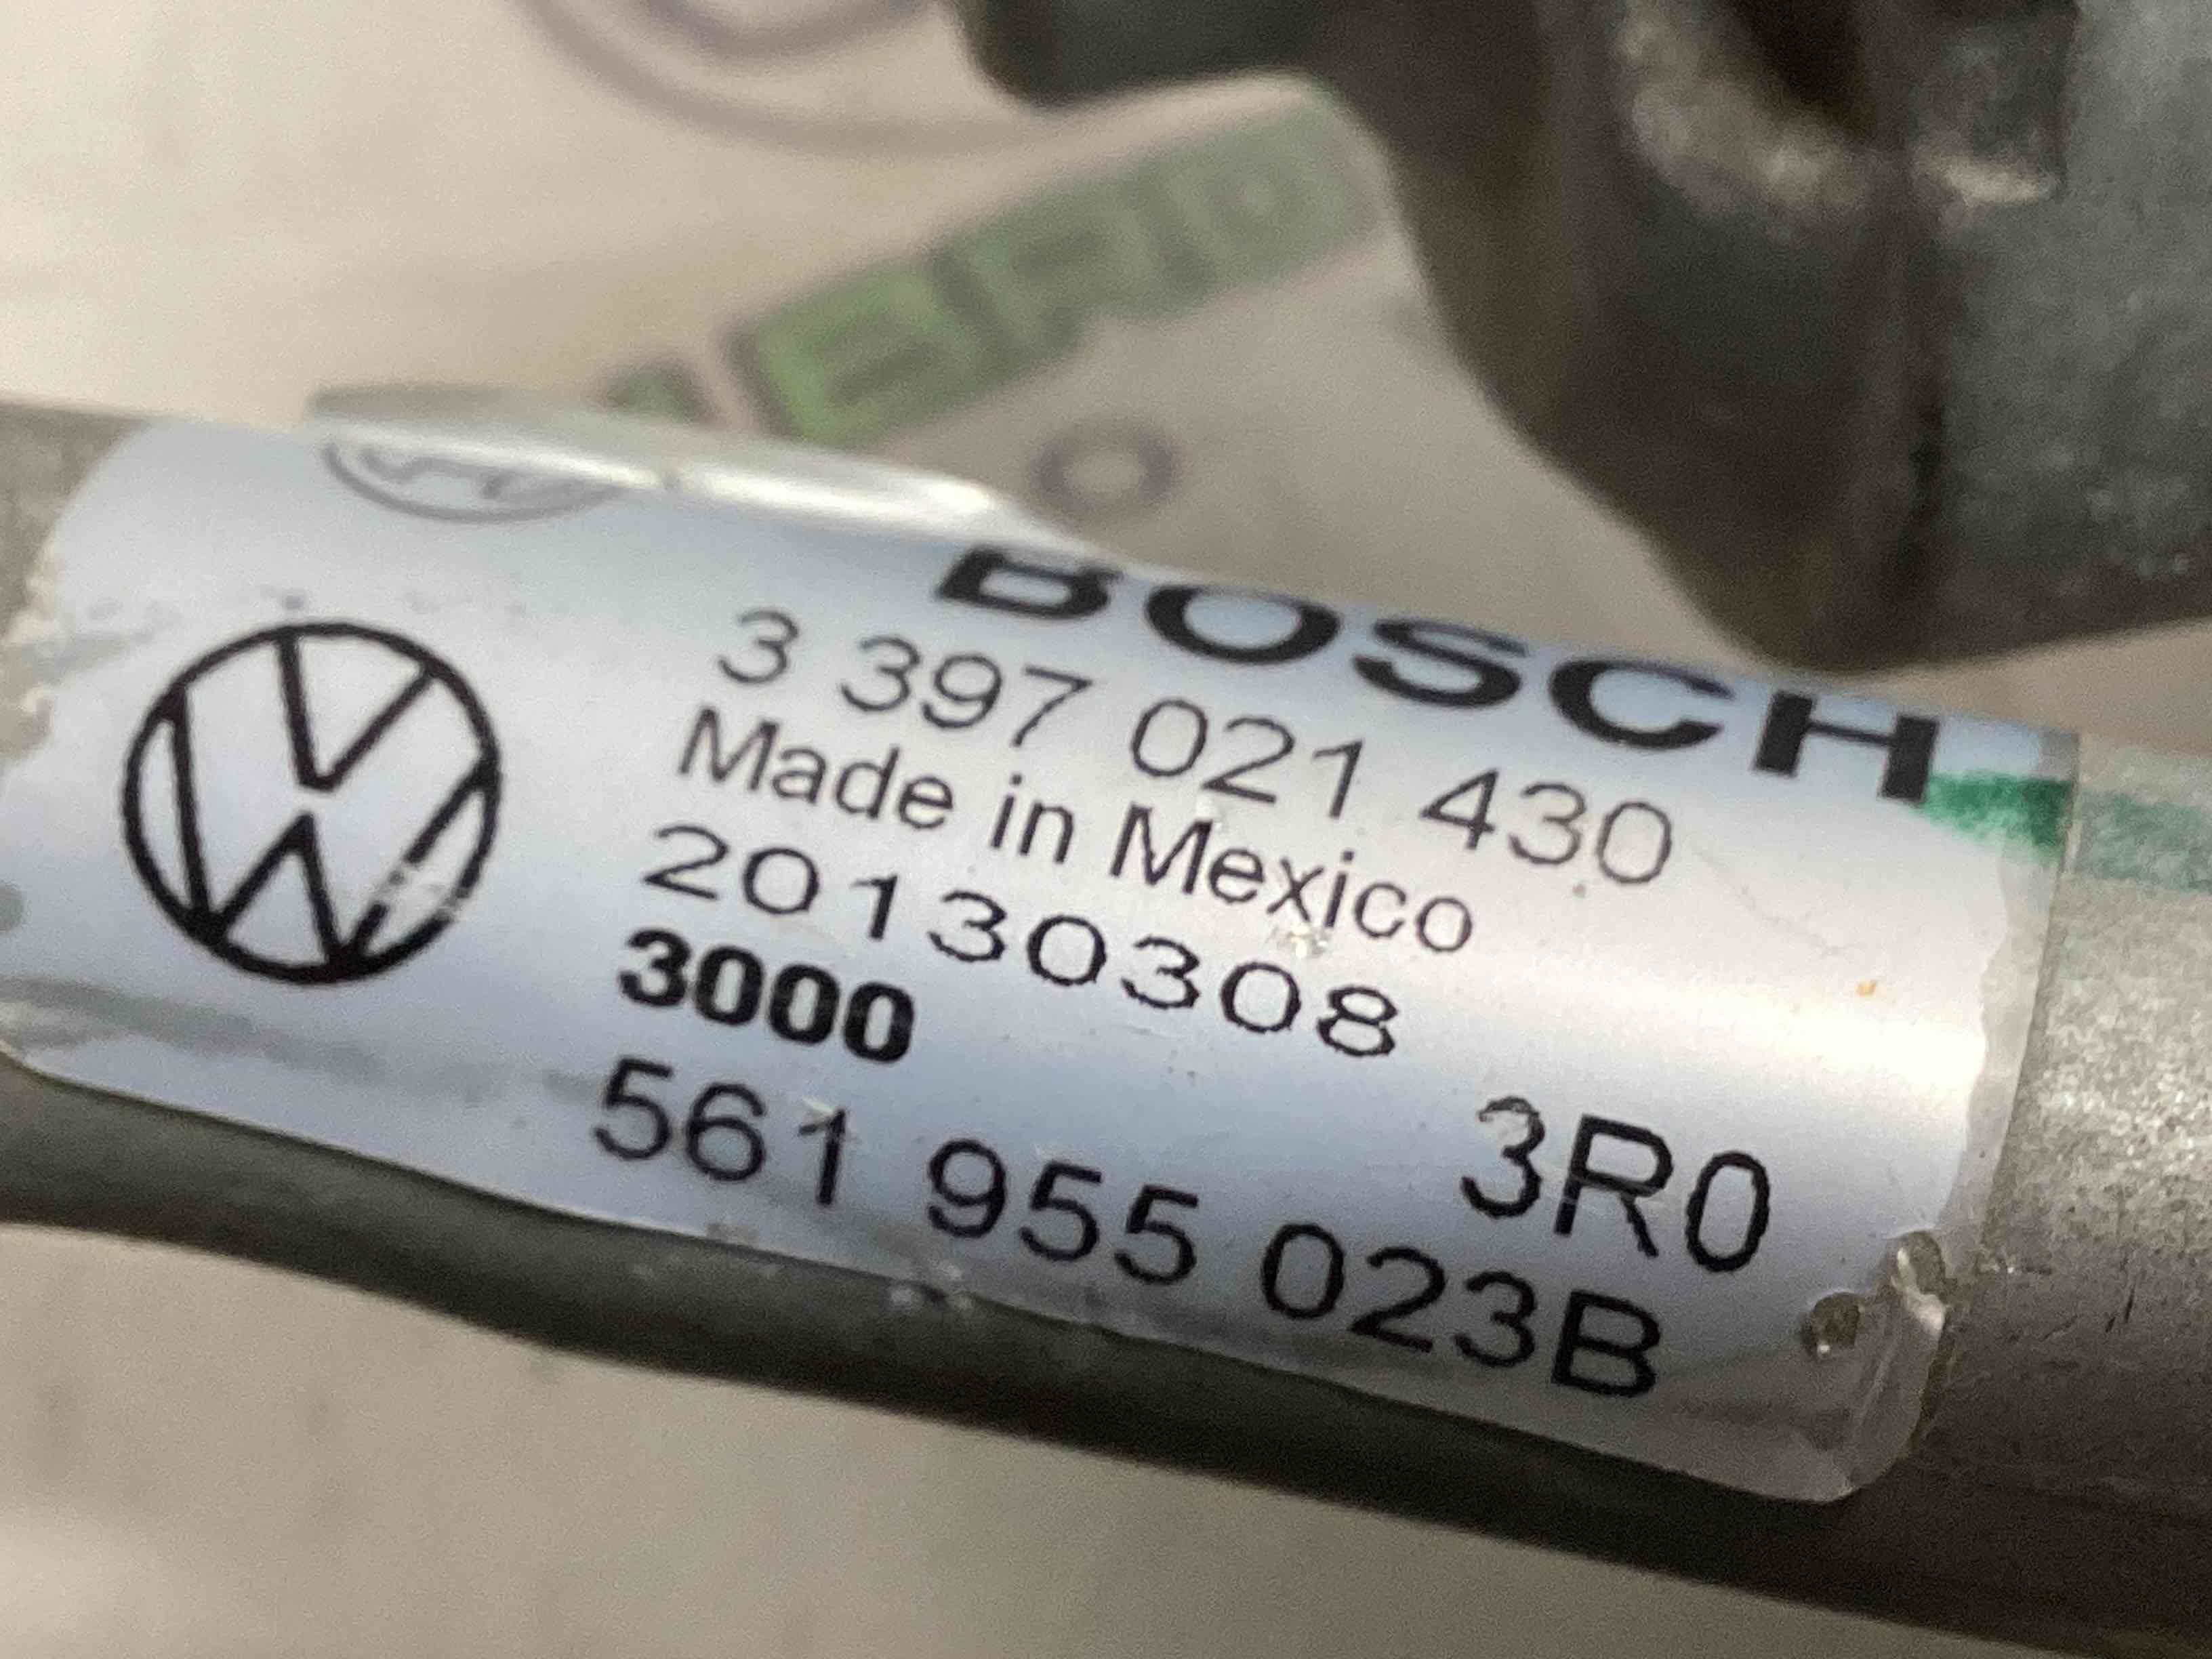 BOSCH
3 397 021 430
Made in Mexico
20130308
3000
3R0
561 955 023B